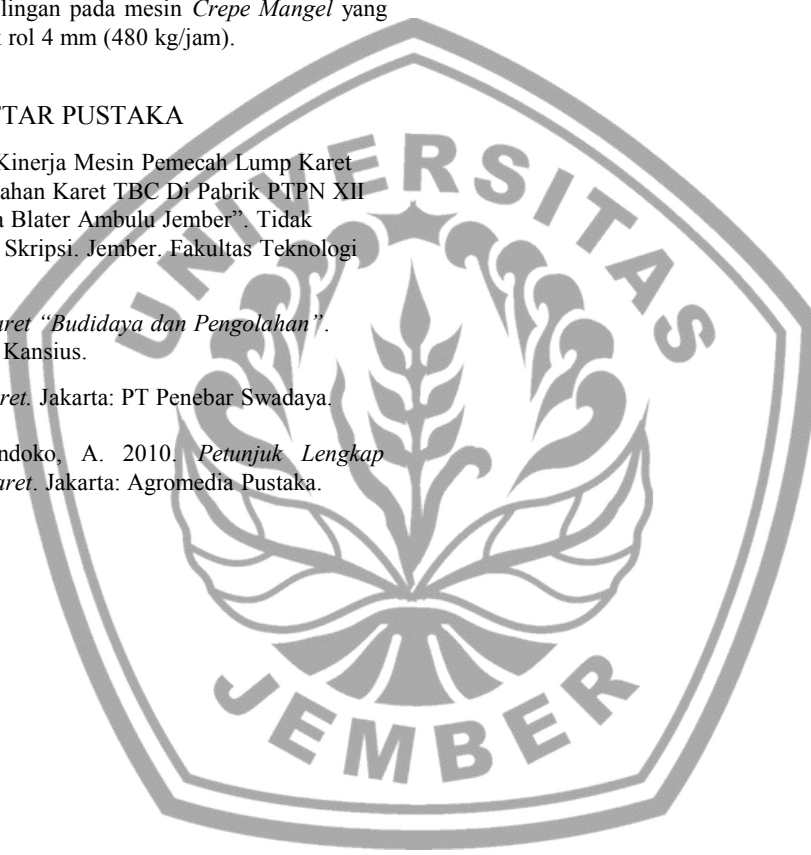 lingan pada mesin Crepe Mangel yang
rol 4 mm (480 kg/jam).
TAR PUSTAKA
Kinerja Mesin Pemecah Lump Karet
ahan Karet TBC Di Pabrik PTPN XII
a Blater Ambulu Jember”. Tidak
Skripsi. Jember. Fakultas Teknologi
aret “Budidaya dan Pengolahan”.
Kansius.
ret. Jakarta: PT Penebar Swadaya.
ndoko, A. 2010. Petunjuk Lengkap
aret. Jakarta: Agromedia Pustaka.
UNIVERSITAS
JEMBER